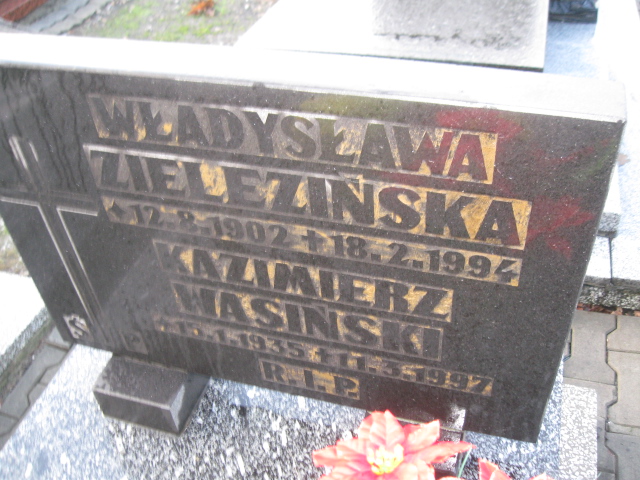 WŁADYSŁAWA
ZIELEZIŃSKA
✝ 12.8.1902 ✝ 18.2.1994
KAZIMIERZ
WASIŃSKI
R.I.P.